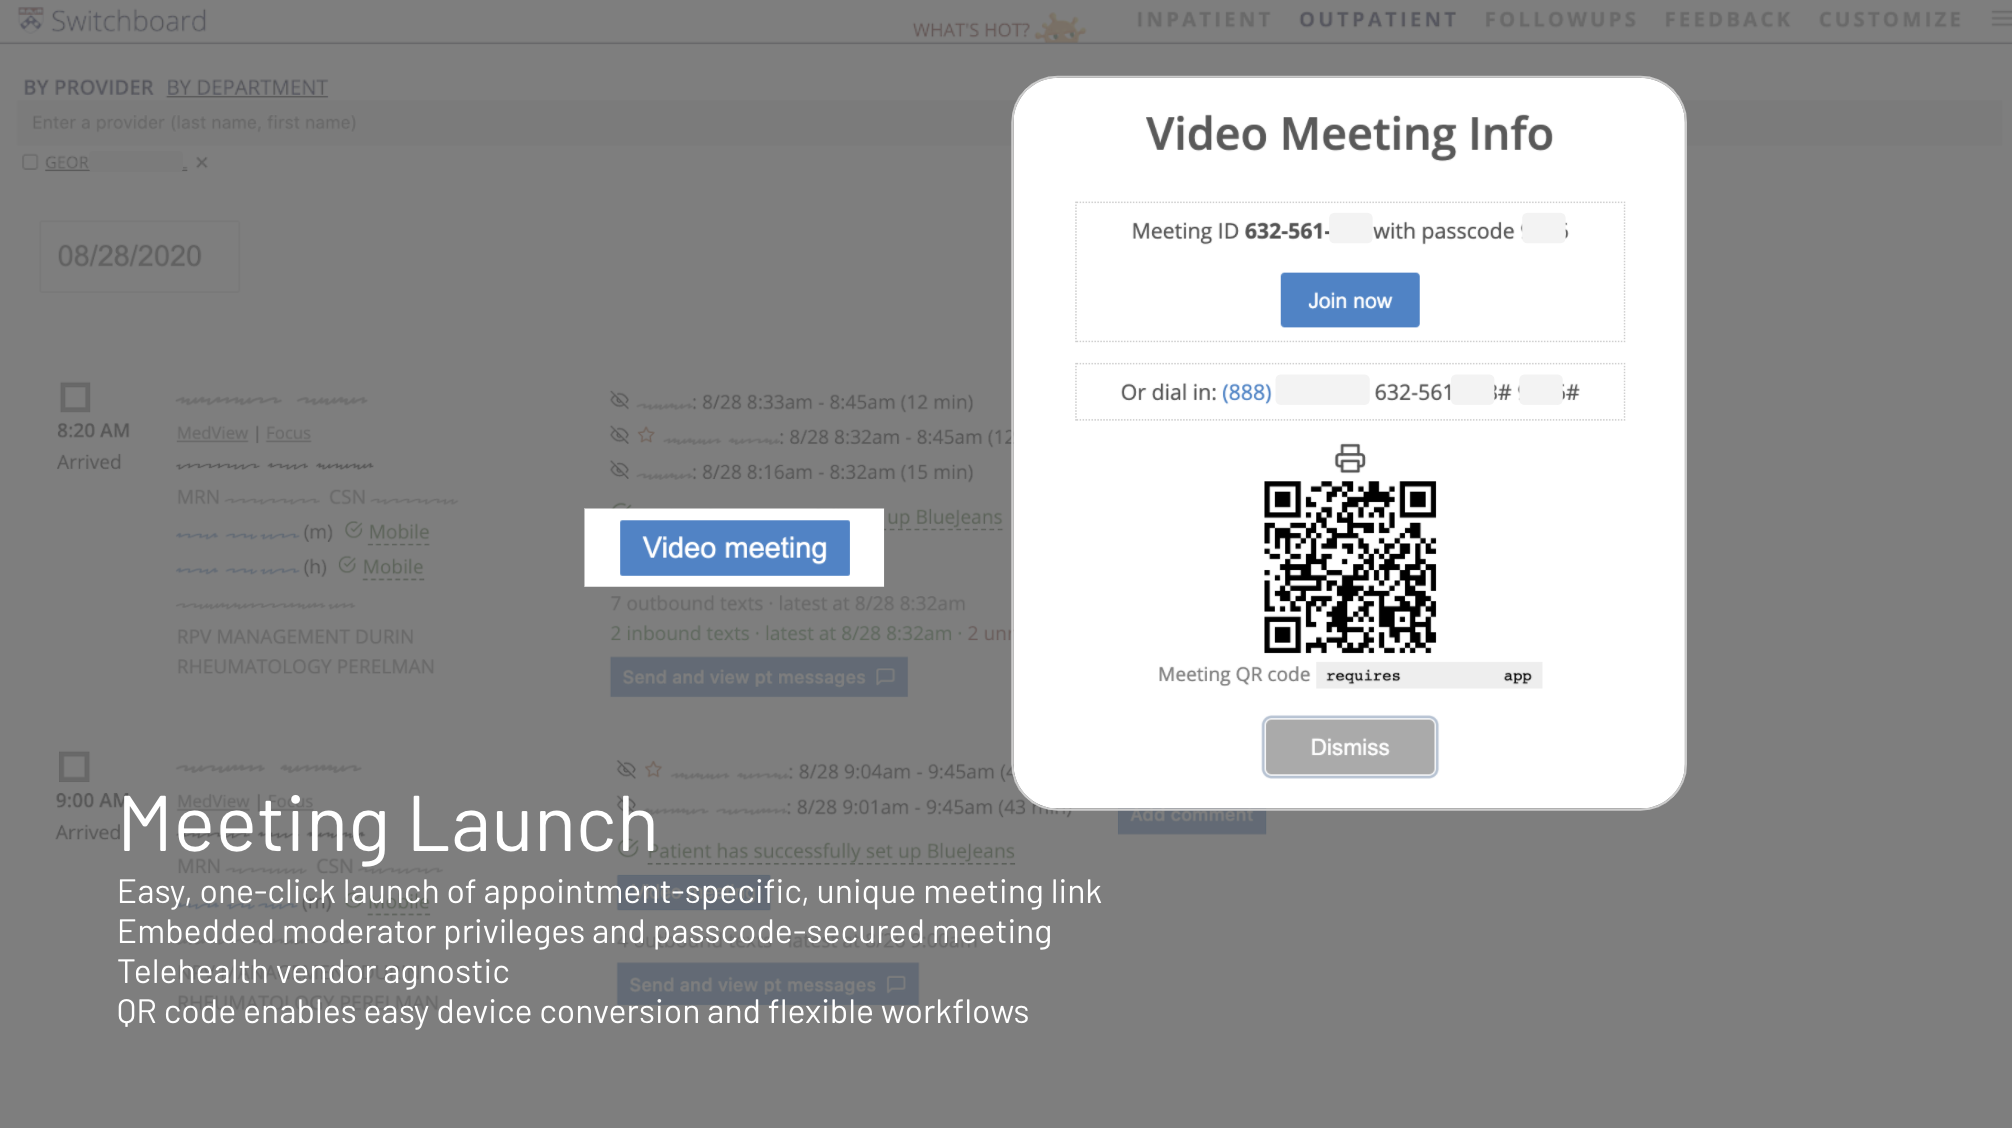 Switchboard
WHAT'S HOT?
INPATIENT OUTPATIENT FOLLOWUPS FEEDBACK CUSTOMIZE
BY PROVIDER BY DEPARTMENT
Enter a provider (last name, first name)
GEOR
08/28/2020
8:20 AM
Arrived
MedView | Focus
MRN CSN
(m) Mobile
(h) Mobile
RPV MANAGEMENT DURIN
RHEUMATOLOGY PERELMAN
: 8/28 8:33am - 8:45am (12 min)
: 8/28 8:32am - 8:45am (12
: 8/28 8:16am - 8:32am (15 min)
up BlueJeans
Video meeting
7 outbound texts · latest at 8/28 8:32am
2 inbound texts · latest at 8/28 8:32am · 2
Send and view pt messages
Video Meeting Info
Meeting ID 632-561- with passcode
Join now
Or dial in: (888) 632-561 # #
Meeting QR code requires app
Dismiss
Add comment
9:00 AM
Arrived
MedView | Focus
MRN CSN
(m) Mobile
RHEUMATOLOGY PERELMAN
: 8/28 9:04am - 9:45am (4
: 8/28 9:01am - 9:45am (43 min)
Patient has successfully set up BlueJeans
Send and view pt messages
Meeting Launch
Easy, one-click launch of appointment-specific, unique meeting link
Embedded moderator privileges and passcode-secured meeting
Telehealth vendor agnostic
QR code enables easy device conversion and flexible workflows